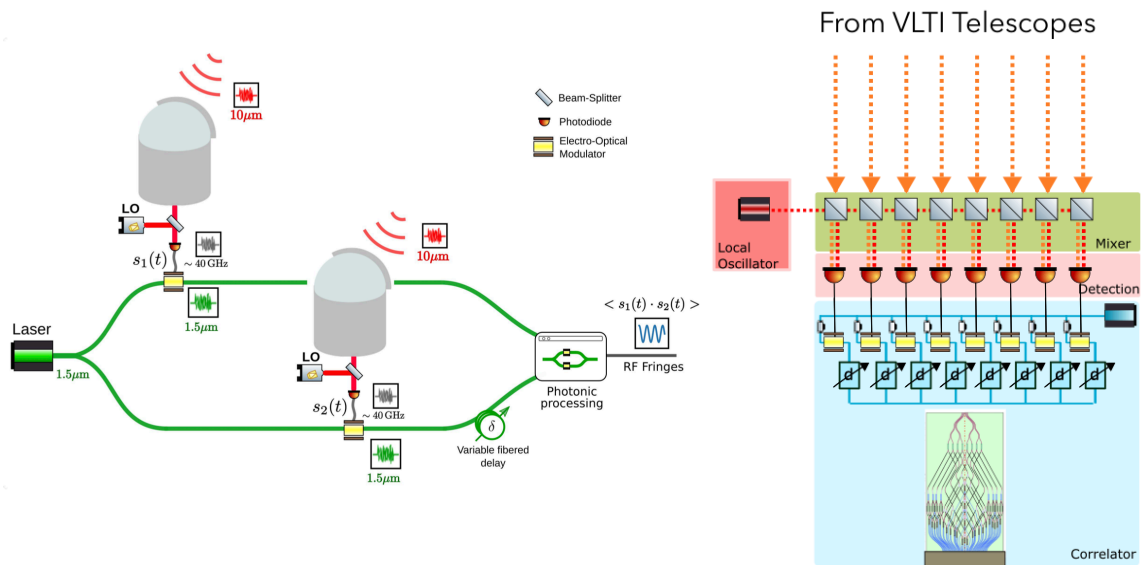 From VLTI Telescopes
10μm
Beam-Splitter
Photodiode
Electro-Optical
Modulator
LO
s₁(t)
~ 40 GHz
1.5μm
10μm
Laser
1.5μm
LO
s₂(t)
~ 40 GHz
1.5μm
δ
Variable fibered
delay
< s₁(t) · s₂(t) >
RF Fringes
Photonic
processing
Local
Oscillator
Mixer
Detection
d d d d d d d d
Correlator